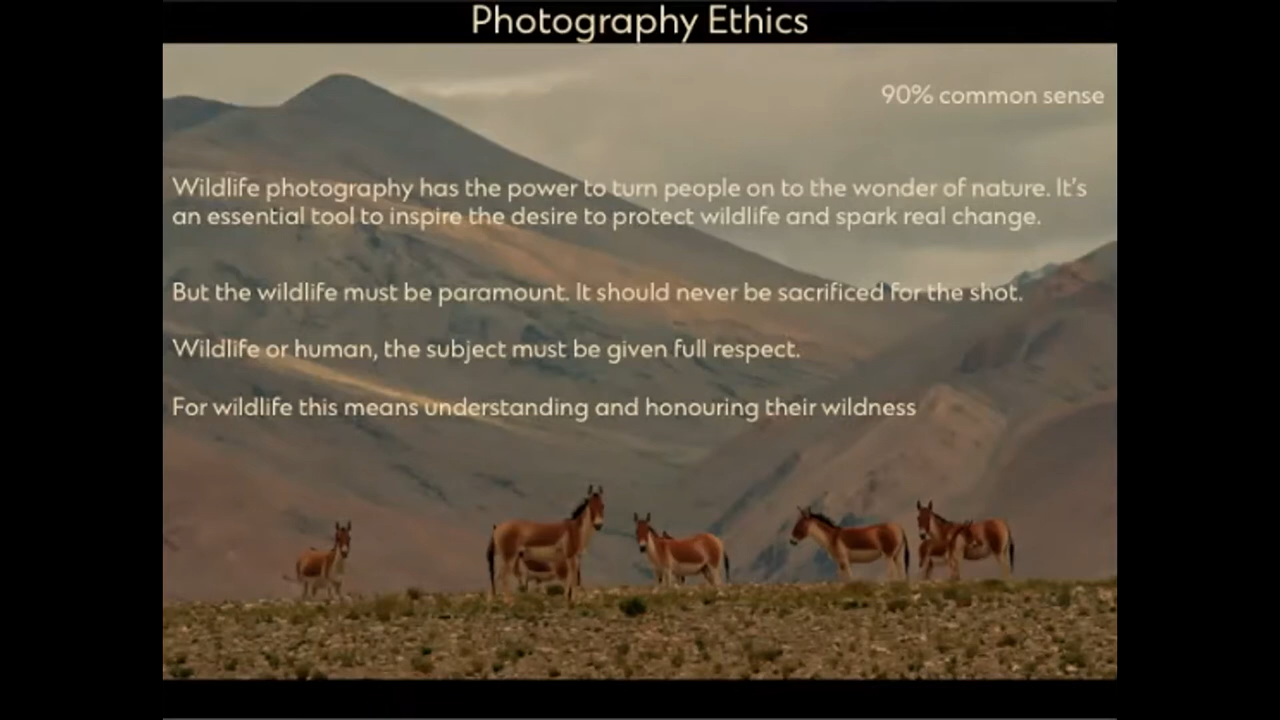 Photography Ethics
90% common sense
Wildlife photography has the power to turn people on to the wonder of nature. It's
an essential tool to inspire the desire to protect wildlife and spark real change.
But the wildlife must be paramount. It should never be sacrificed for the shot.
Wildlife or human, the subject must be given full respect.
For wildlife this means understanding and honouring their wildness